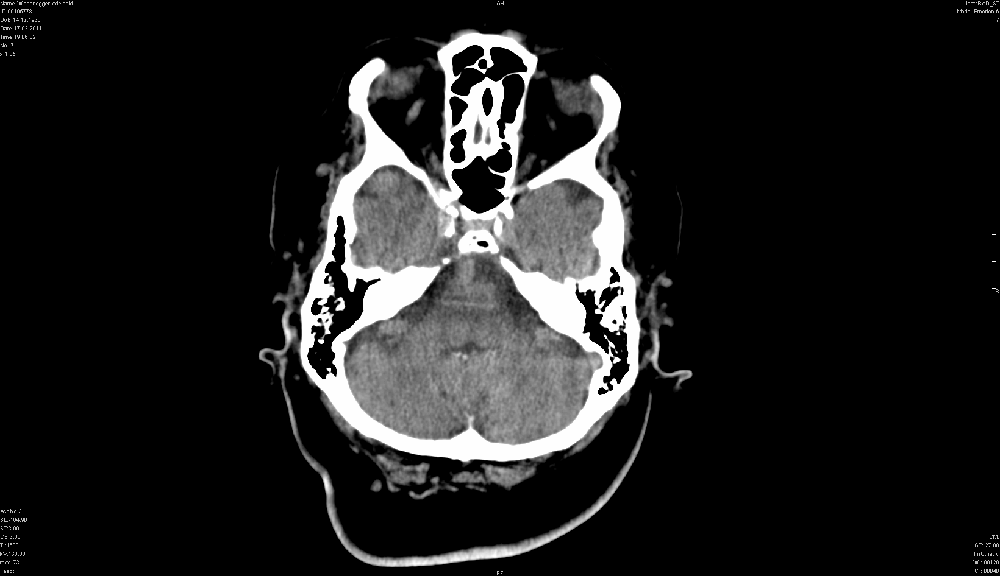 Name:Wiesenegger Adelheid
ID:00195778
DoB:14.12.1930
Date:17.02.2011
Time:19:06:02
No.:7
x 1.85
AH
Inst:RAD_ST
Model:Emotion 6
7
L
R
AcqNo:3
SL:-164.90
ST:3.00
CS:3.00
TI:1500
kV:130.00
mA:173
Feed:
PF
CM:
GT:-27.00
ImC:nativ
W : 00120
C : 00040